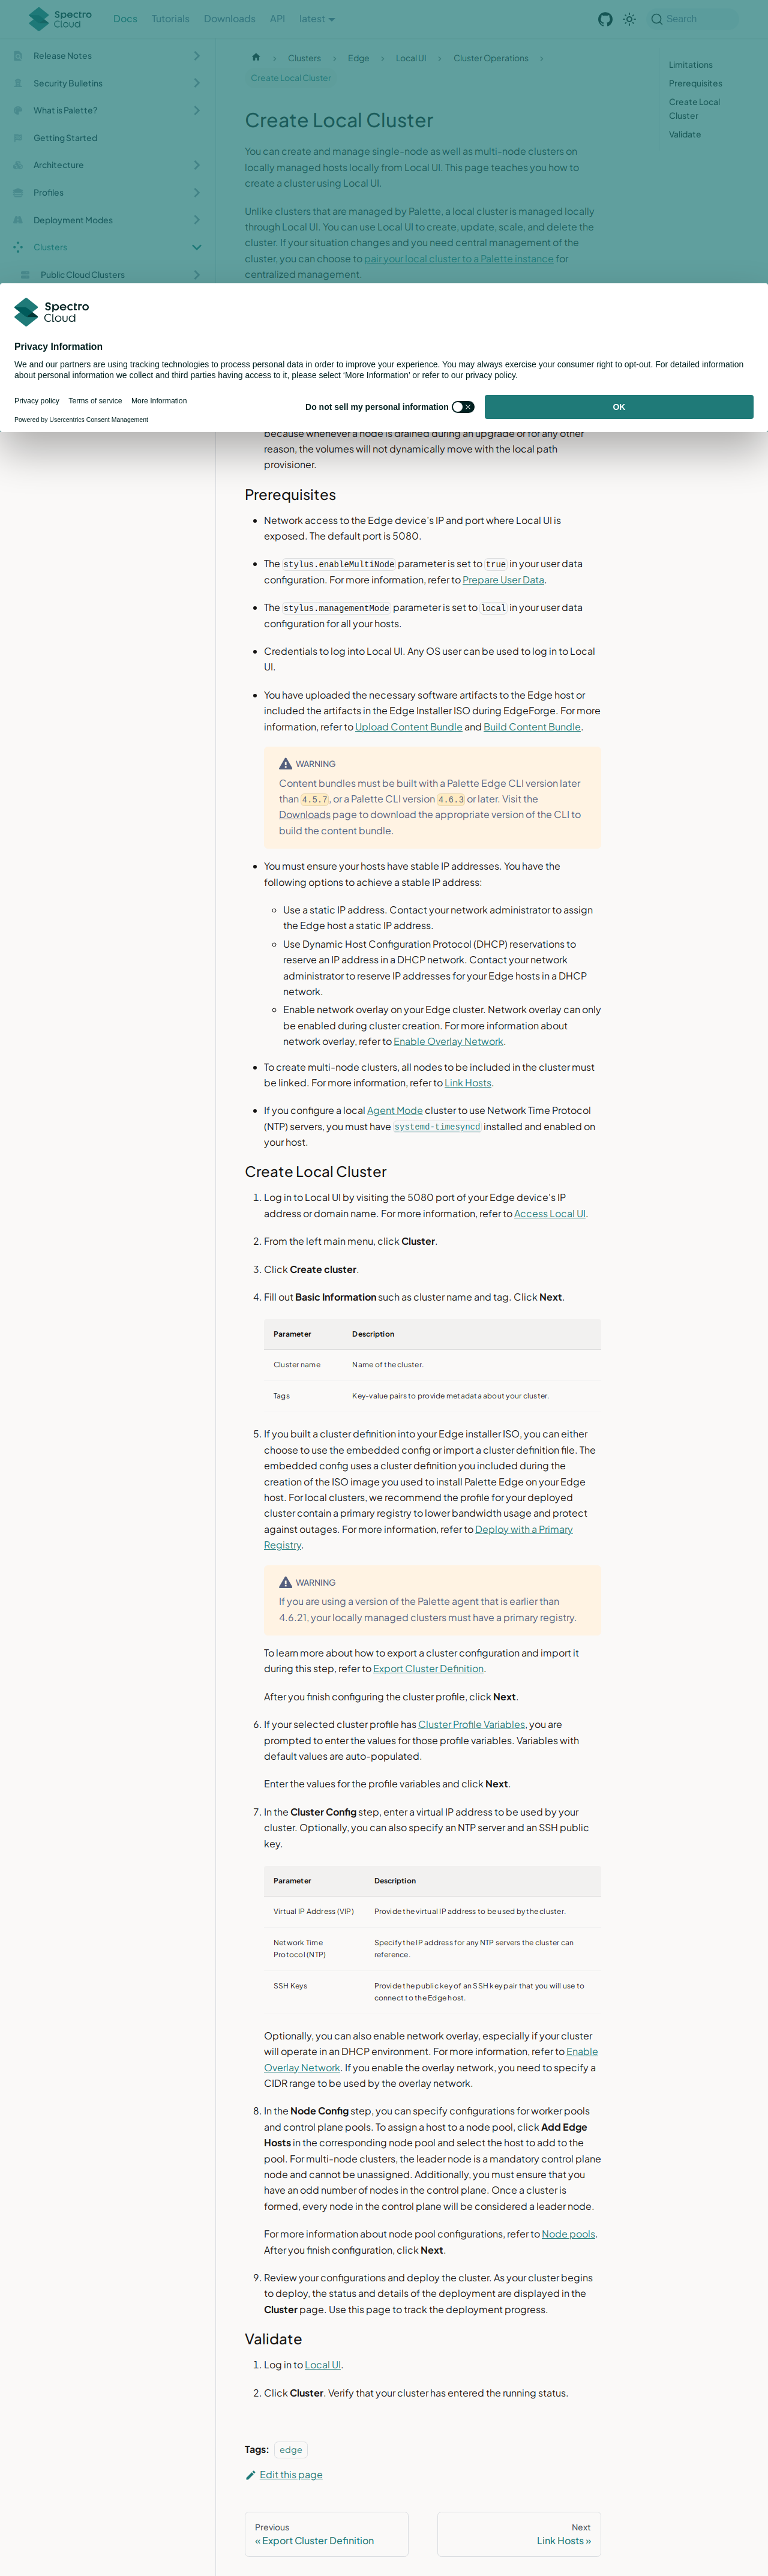 Spectro Cloud
Docs
Tutorials
Downloads
API
latest
Search
Release Notes
Security Bulletins
What is Palette?
Getting Started
Architecture
Profiles
Deployment Modes
Clusters
Public Cloud Clusters
Clusters
Edge
Local UI
Cluster Operations
Create Local Cluster
Limitations
Prerequisites
Create Local
Cluster
Validate
Create Local Cluster
You can create and manage single-node as well as multi-node clusters on
locally managed hosts locally from Local UI. This page teaches you how to
create a cluster using Local UI.
Unlike clusters that are managed by Palette, a local cluster is managed locally
through Local UI. You can use Local UI to create, update, scale, and delete the
cluster. If your situation changes and you need central management of the
cluster, you can choose to pair your local cluster to a Palette instance for
centralized management.
Spectro
Cloud
Privacy Information
We and our partners are using tracking technologies to process personal data in order to improve your experience. You may always exercise your consumer right to opt-out. For detailed information
about personal information we collect and third parties having access to it, please select 'More Information' or refer to our privacy policy.
Privacy policy
Terms of service
More Information
Powered by Usercentrics Consent Management
Do not sell my personal information
OK
because whenever a node is drained during an upgrade or for any other
reason, the volumes will not dynamically move with the local path
provisioner.
Prerequisites
Network access to the Edge device's IP and port where Local UI is
exposed. The default port is 5080.
The stylus.enableMultiNode parameter is set to true in your user data
configuration. For more information, refer to Prepare User Data.
The stylus.managementMode parameter is set to local in your user data
configuration for all your hosts.
Credentials to log into Local UI. Any OS user can be used to log in to Local
UI.
You have uploaded the necessary software artifacts to the Edge host or
included the artifacts in the Edge Installer ISO during EdgeForge. For more
information, refer to Upload Content Bundle and Build Content Bundle.
WARNING
Content bundles must be built with a Palette Edge CLI version later
than 4.5.7, or a Palette CLI version 4.6.3 or later. Visit the
Downloads page to download the appropriate version of the CLI to
build the content bundle.
You must ensure your hosts have stable IP addresses. You have the
following options to achieve a stable IP address:
Use a static IP address. Contact your network administrator to assign
the Edge host a static IP address.
Use Dynamic Host Configuration Protocol (DHCP) reservations to
reserve an IP address in a DHCP network. Contact your network
administrator to reserve IP addresses for your Edge hosts in a DHCP
network.
Enable network overlay on your Edge cluster. Network overlay can only
be enabled during cluster creation. For more information about
network overlay, refer to Enable Overlay Network.
To create multi-node clusters, all nodes to be included in the cluster must
be linked. For more information, refer to Link Hosts.
If you configure a local Agent Mode cluster to use Network Time Protocol
(NTP) servers, you must have systemd-timesyncd installed and enabled on
your host.
Create Local Cluster
1. Log in to Local UI by visiting the 5080 port of your Edge device's IP
address or domain name. For more information, refer to Access Local UI.
2. From the left main menu, click Cluster.
3. Click Create cluster.
4. Fill out Basic Information such as cluster name and tag. Click Next.
Parameter Description
Cluster name Name of the cluster.
Tags Key-value pairs to provide metadata about your cluster.
5. If you built a cluster definition into your Edge installer ISO, you can either
choose to use the embedded config or import a cluster definition file. The
embedded config uses a cluster definition you included during the
creation of the ISO image you used to install Palette Edge on your Edge
host. For local clusters, we recommend the profile for your deployed
cluster contain a primary registry to lower bandwidth usage and protect
against outages. For more information, refer to Deploy with a Primary
Registry.
WARNING
If you are using a version of the Palette agent that is earlier than
4.6.21, your locally managed clusters must have a primary registry.
To learn more about how to export a cluster configuration and import it
during this step, refer to Export Cluster Definition.
After you finish configuring the cluster profile, click Next.
6. If your selected cluster profile has Cluster Profile Variables, you are
prompted to enter the values for those profile variables. Variables with
default values are auto-populated.
Enter the values for the profile variables and click Next.
7. In the Cluster Config step, enter a virtual IP address to be used by your
cluster. Optionally, you can also specify an NTP server and an SSH public
key.
Parameter Description
Virtual IP Address (VIP) Provide the virtual IP address to be used by the cluster.
Network Time Specify the IP address for any NTP servers the cluster can
Protocol (NTP) reference.
SSH Keys Provide the public key of an SSH key pair that you will use to
connect to the Edge host.
Optionally, you can also enable network overlay, especially if your cluster
will operate in an DHCP environment. For more information, refer to Enable
Overlay Network. If you enable the overlay network, you need to specify a
CIDR range to be used by the overlay network.
8. In the Node Config step, you can specify configurations for worker pools
and control plane pools. To assign a host to a node pool, click Add Edge
Hosts in the corresponding node pool and select the host to add to the
pool. For multi-node clusters, the leader node is a mandatory control plane
node and cannot be unassigned. Additionally, you must ensure that you
have an odd number of nodes in the control plane. Once a cluster is
formed, every node in the control plane will be considered a leader node.
For more information about node pool configurations, refer to Node pools.
After you finish configuration, click Next.
9. Review your configurations and deploy the cluster. As your cluster begins
to deploy, the status and details of the deployment are displayed in the
Cluster page. Use this page to track the deployment progress.
Validate
1. Log in to Local UI.
2. Click Cluster. Verify that your cluster has entered the running status.
Tags: edge
Edit this page
Previous
« Export Cluster Definition
Next
Link Hosts »